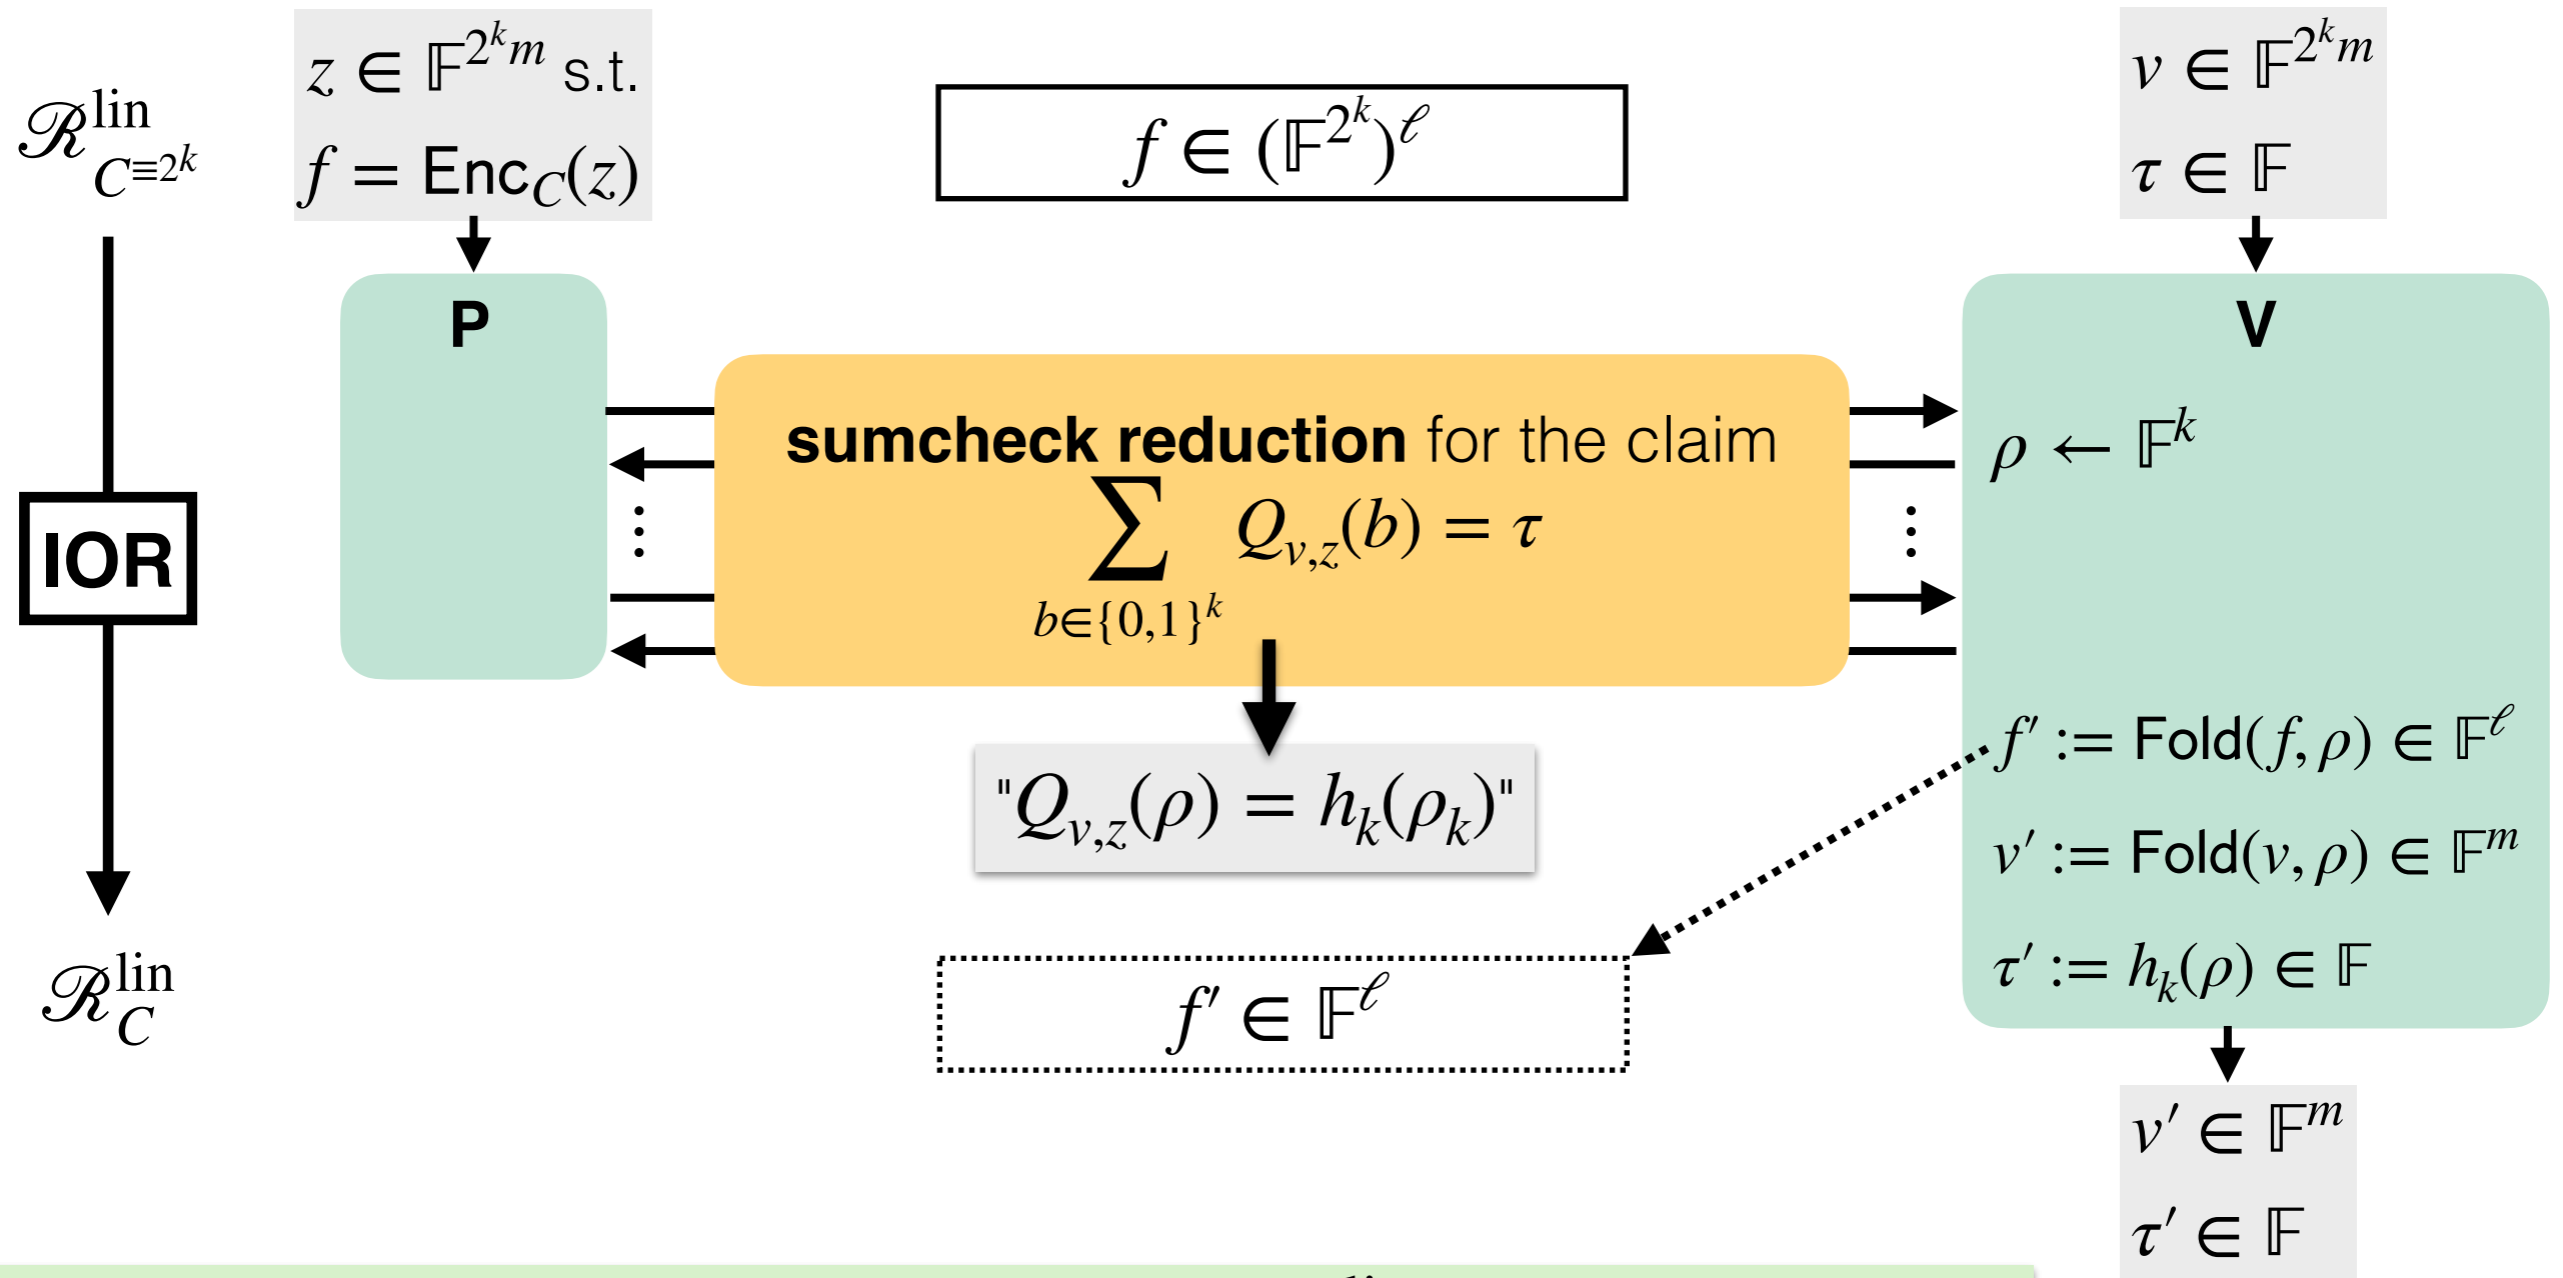 z ∈ 𝔽^{2^k m} s.t.
f = Enc_C(z)
ℛ^{lin}_{C^{≡2^k}}
f ∈ (𝔽^{2^k})^ℓ
v ∈ 𝔽^{2^k m}
τ ∈ 𝔽
P
V
sumcheck reduction for the claim
∑_{b∈{0,1}^k} Q_{v,z}(b) = τ
⋮
⋮
ρ ← 𝔽^k
IOR
"Q_{v,z}(ρ) = h_k(ρ_k)"
f′ := Fold(f, ρ) ∈ 𝔽^ℓ
v′ := Fold(v, ρ) ∈ 𝔽^m
τ′ := h_k(ρ) ∈ 𝔽
ℛ^{lin}_C
f′ ∈ 𝔽^ℓ
v′ ∈ 𝔽^m
τ′ ∈ 𝔽